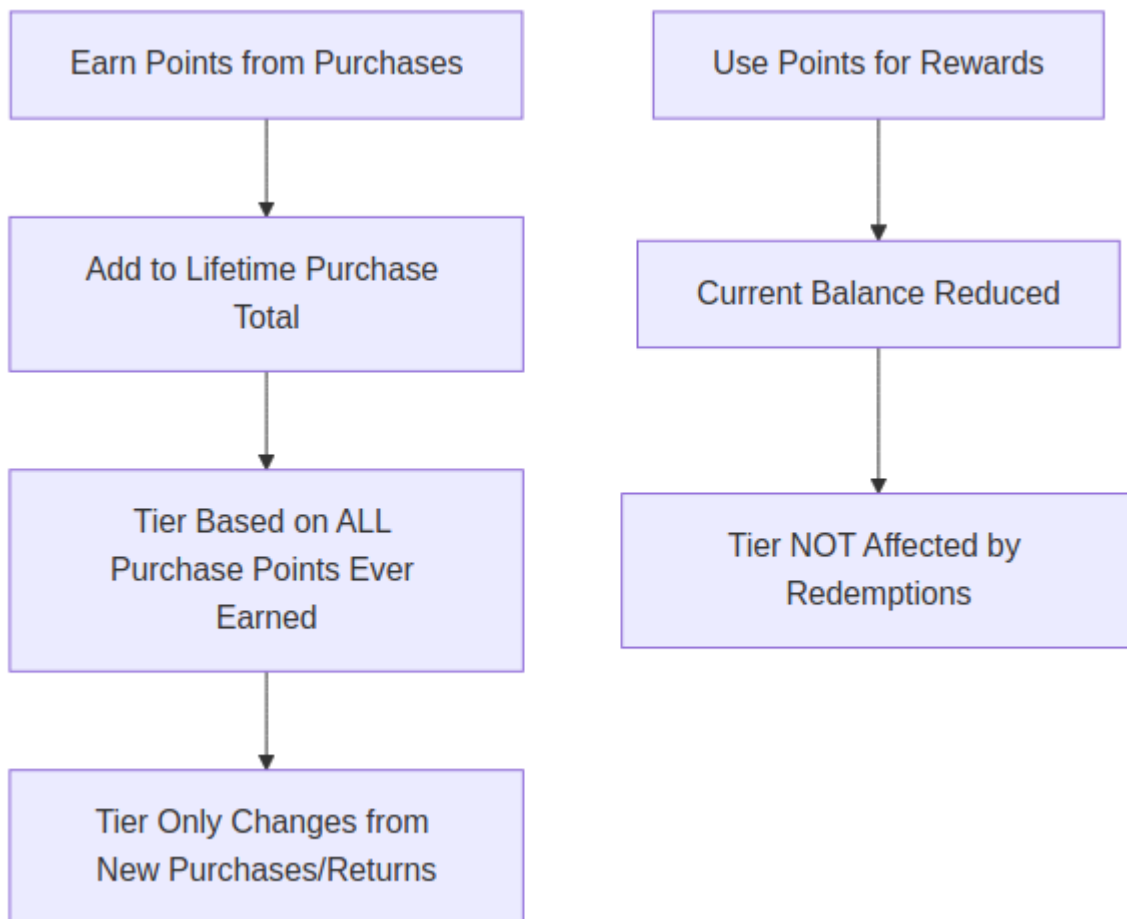 Earn Points from Purchases
Add to Lifetime Purchase
Total
Tier Based on ALL
Purchase Points Ever
Earned
Tier Only Changes from
New Purchases/Returns
Use Points for Rewards
Current Balance Reduced
Tier NOT Affected by
Redemptions